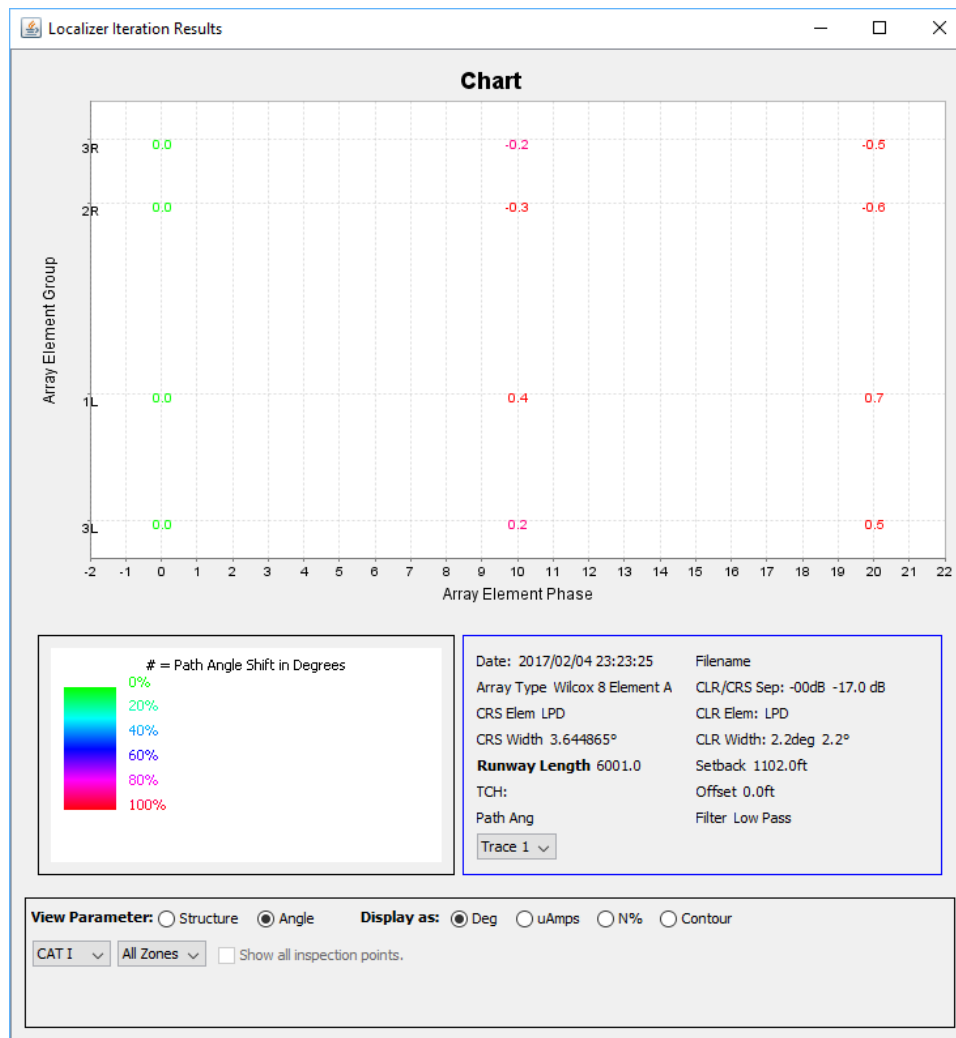 Localizer Iteration Results
Chart
3R 0.0 -0.2 -0.5
2R 0.0 -0.3 -0.6
Array Element Group
1L 0.0 0.4 0.7
3L 0.0 0.2 0.5
-2 -1 0 1 2 3 4 5 6 7 8 9 10 11 12 13 14 15 16 17 18 19 20 21 22
Array Element Phase
# = Path Angle Shift in Degrees
0%
20%
40%
60%
80%
100%
Date: 2017/02/04 23:23:25 Filename
Array Type Wilcox 8 Element A CLR/CRS Sep: -00dB -17.0 dB
CRS Elem LPD CLR Elem: LPD
CRS Width 3.644865° CLR Width: 2.2deg 2.2°
Runway Length 6001.0 Setback 1102.0ft
TCH: Offset 0.0ft
Path Ang Filter Low Pass
Trace 1
View Parameter: Structure Angle Display as: Deg uAmps N% Contour
CAT I All Zones Show all inspection points.